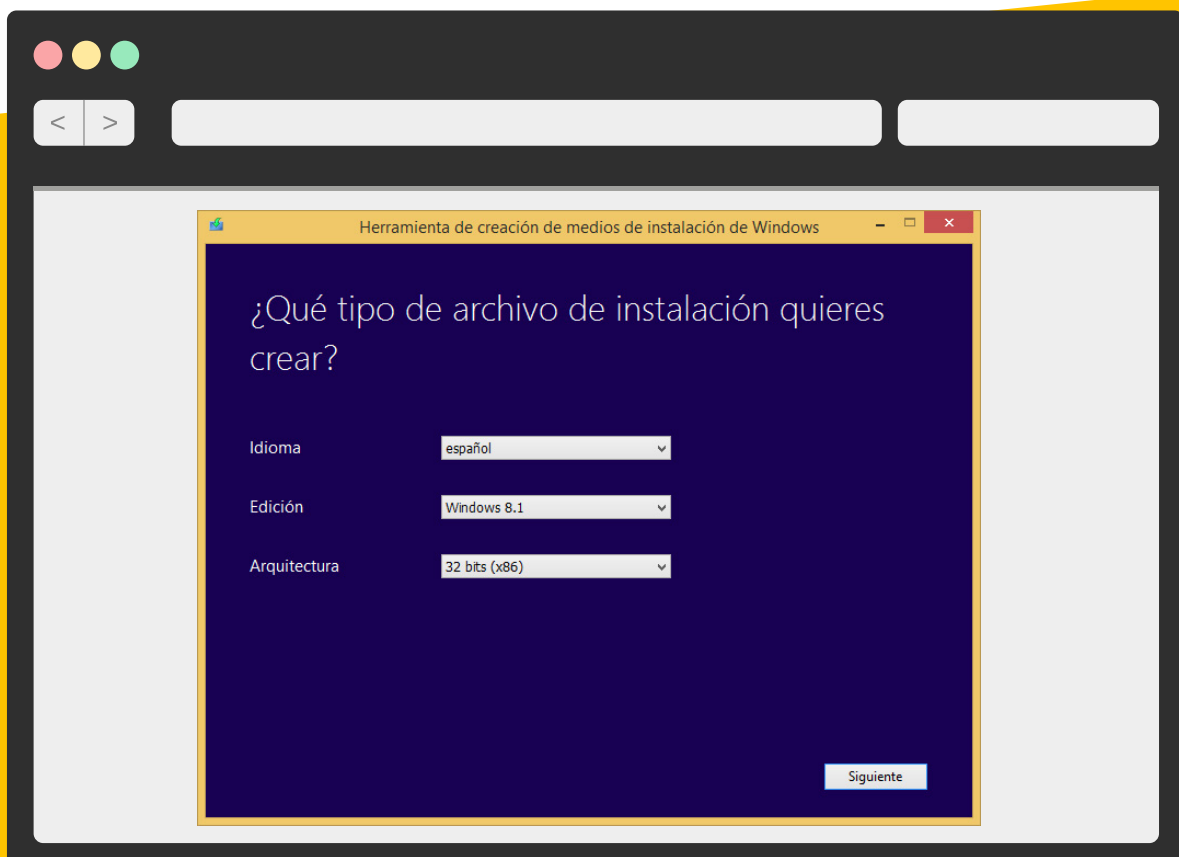 < >
Herramienta de creación de medios de instalación de Windows
¿Qué tipo de archivo de instalación quieres
crear?
Idioma español
Edición Windows 8.1
Arquitectura 32 bits (x86)
Siguiente